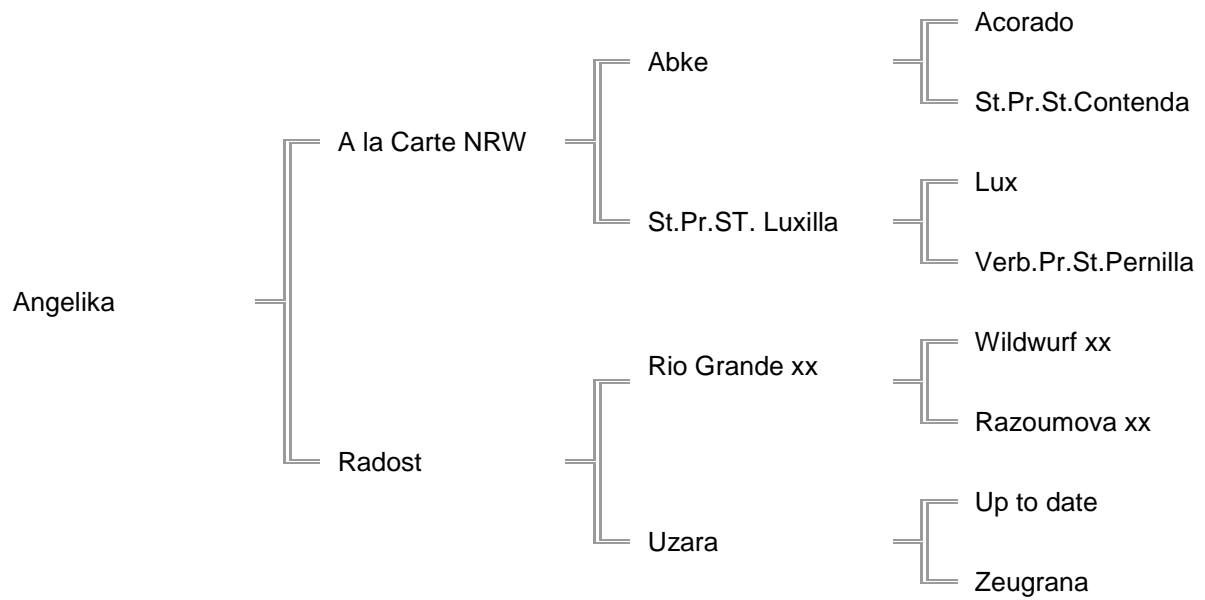 Acorado
Abke
St.Pr.St.Contenda
A la Carte NRW
Lux
St.Pr.ST. Luxilla
Verb.Pr.St.Pernilla
Angelika
Wildwurf xx
Rio Grande xx
Razoumova xx
Radost
Up to date
Uzara
Zeugrana